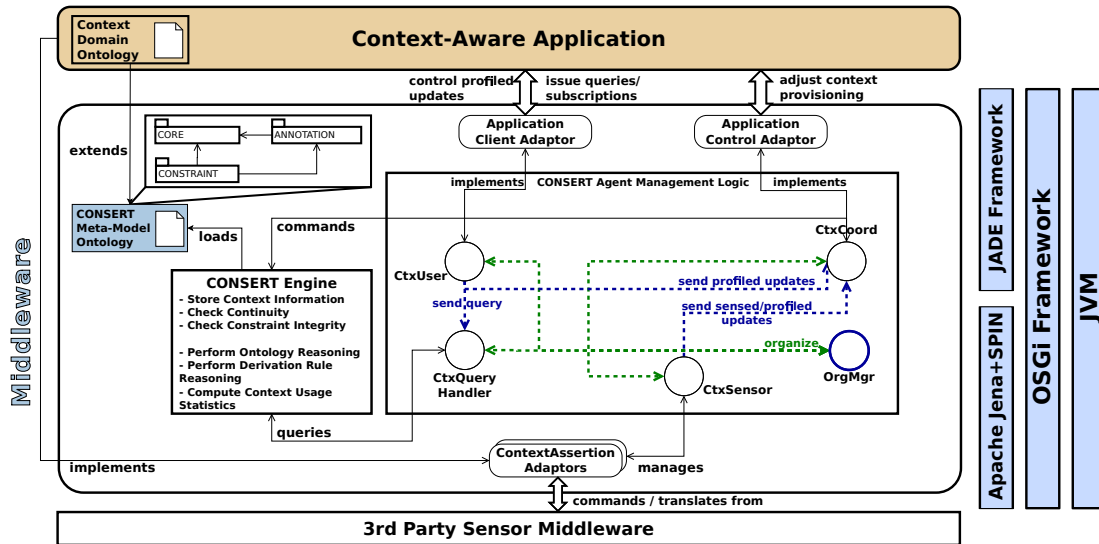 Context
Domain
Ontology
Context-Aware Application
control profiled
updates
issue queries/
subscriptions
adjust context
provisioning
Application
Client Adaptor
Application
Control Adaptor
CORE
ANNOTATION
CONSTRAINT
extends
implements
CONSERT Agent Management Logic
implements
CONSERT
Meta-Model
Ontology
loads
commands
CtxCoord
CtxUser
send profiled updates
send query
send sensed/profiled
updates
organize
CtxQuery
Handler
CtxSensor
OrgMgr
CONSERT Engine
- Store Context Information
- Check Continuity
- Check Constraint Integrity
- Perform Ontology Reasoning
- Perform Derivation Rule
Reasoning
- Compute Context Usage
Statistics
queries
implements
ContextAssertion
Adaptors
manages
commands / translates from
3rd Party Sensor Middleware
Middleware
JADE Framework
Apache Jena+SPIN
OSGi Framework
JVM